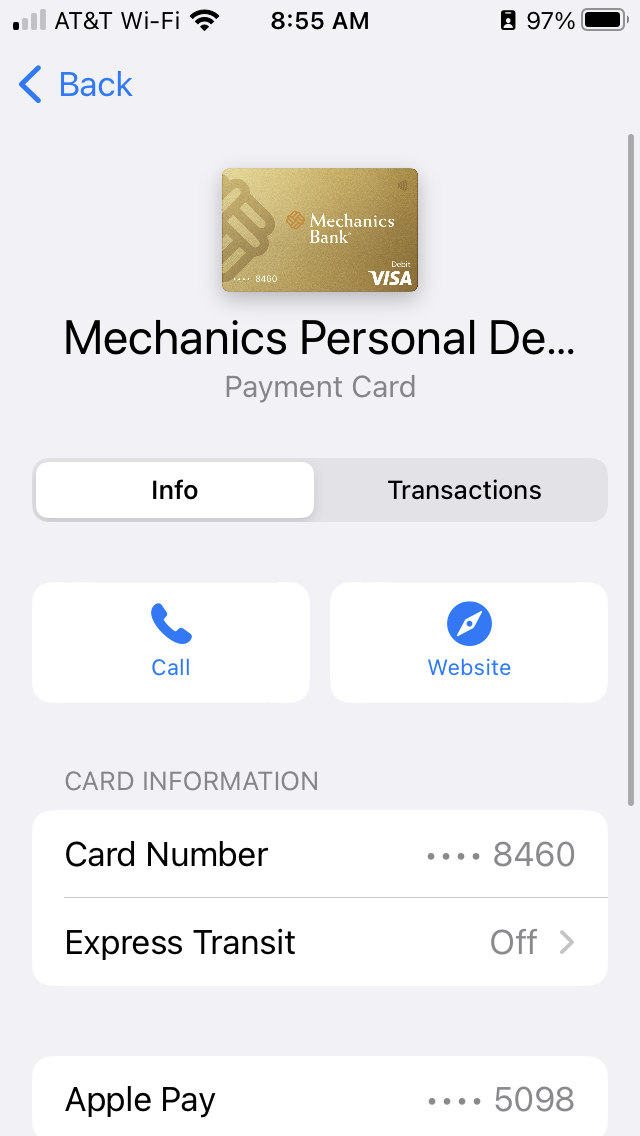 AT&T Wi-Fi 8:55 AM 97%
Back
Mechanics
Bank
Debit
•••• 8460 VISA
Mechanics Personal De...
Payment Card
Info Transactions
Call Website
CARD INFORMATION
Card Number •••• 8460
Express Transit Off
Apple Pay •••• 5098